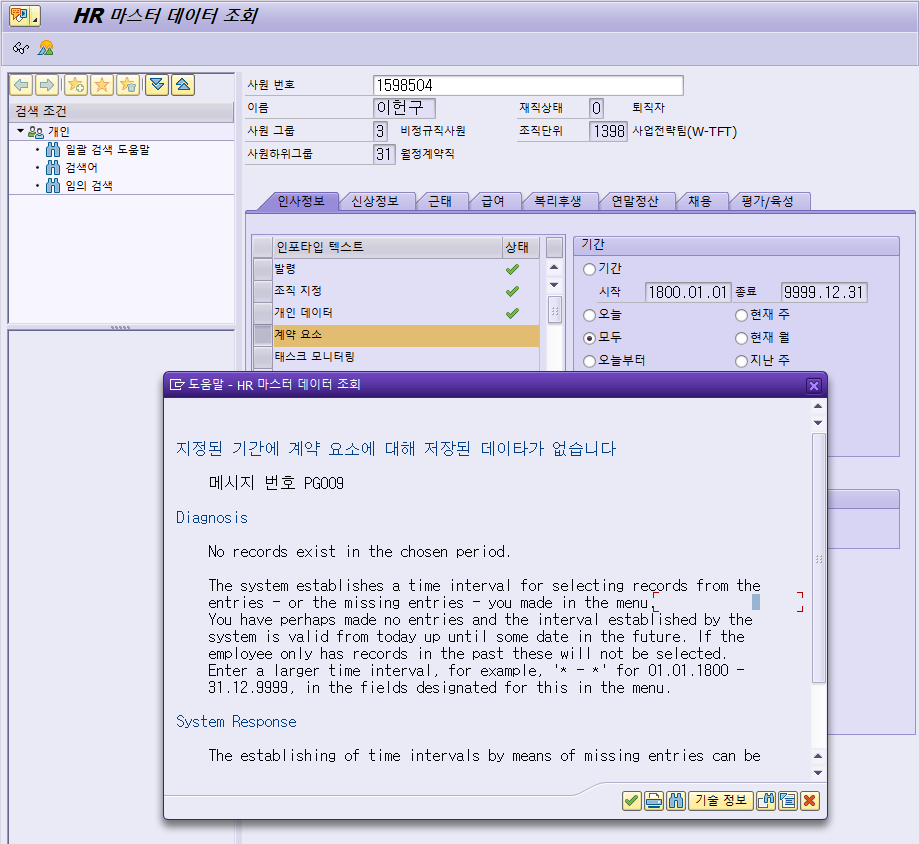 HR 마스터 데이터 조회
검색 조건
개인
일괄 검색 도움말
검색어
임의 검색
사원 번호 1598504
이름 이헌구 재직상태 0 퇴직자
사원 그룹 3 비정규직사원 조직단위 1398 사업전략팀(W-TFT)
사원하위그룹 31 월정계약직
인사정보 신상정보 근태 급여 복리후생 연말정산 채용 평가/육성
인포타입 텍스트 상태
발령
조직 지정
개인 데이터
계약 요소
태스크 모니터링
기간
기간
시작 1800.01.01 종료 9999.12.31
오늘 현재 주
모두 현재 월
오늘부터 지난 주
도움말 - HR 마스터 데이터 조회
지정된 기간에 계약 요소에 대해 저장된 데이타가 없습니다
메시지 번호 PG009
Diagnosis
No records exist in the chosen period.
The system establishes a time interval for selecting records from the
entries - or the missing entries - you made in the menu.
You have perhaps made no entries and the interval established by the
system is valid from today up until some date in the future. If the
employee only has records in the past these will not be selected.
Enter a larger time interval, for example, '* - *' for 01.01.1800 -
31.12.9999, in the fields designated for this in the menu.
System Response
The establishing of time intervals by means of missing entries can be
기술 정보